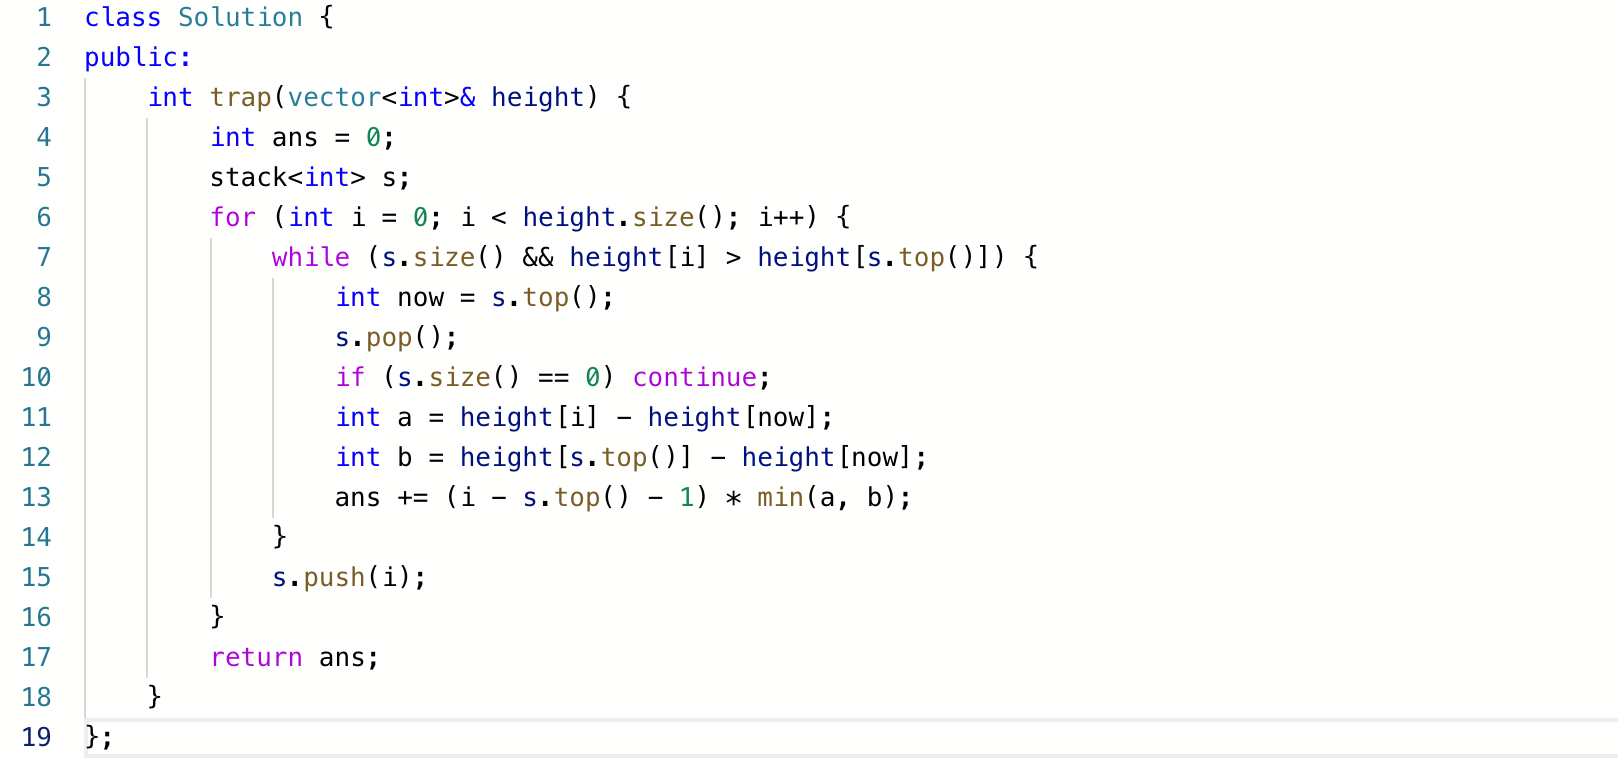 1 class Solution {
2 public:
3     int trap(vector<int>& height) {
4         int ans = 0;
5         stack<int> s;
6         for (int i = 0; i < height.size(); i++) {
7             while (s.size() && height[i] > height[s.top()]) {
8                 int now = s.top();
9                 s.pop();
10                 if (s.size() == 0) continue;
11                 int a = height[i] - height[now];
12                 int b = height[s.top()] - height[now];
13                 ans += (i - s.top() - 1) * min(a, b);
14             }
15             s.push(i);
16         }
17         return ans;
18     }
19 };